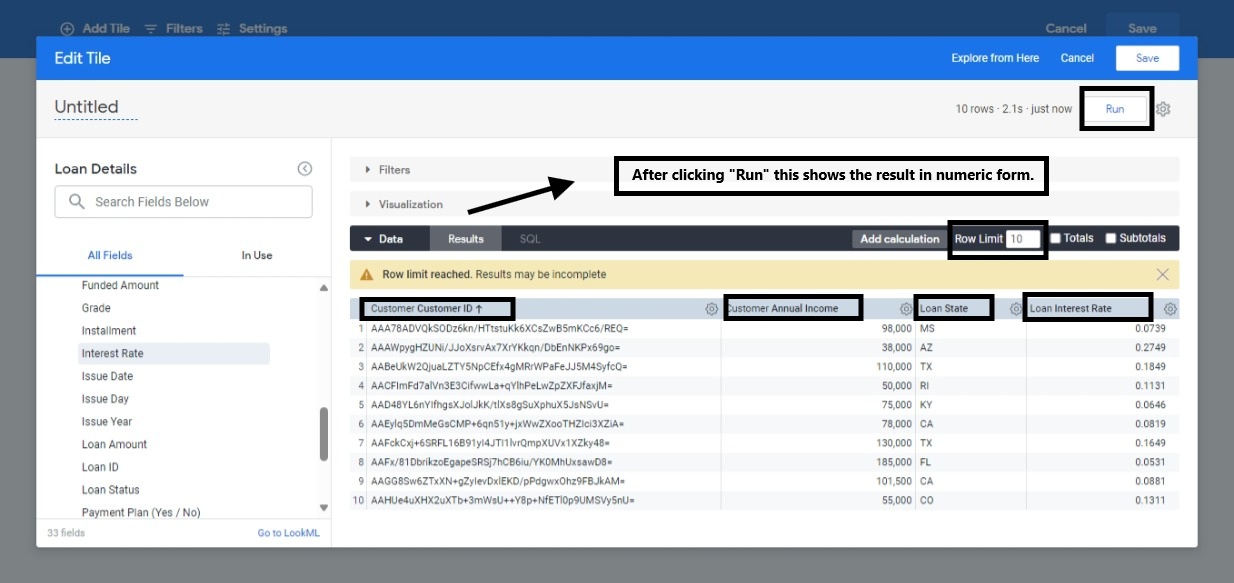 Add Tile Filters Settings Cancel Save
Edit Tile Explore from Here Cancel Save
Untitled 10 rows · 2.1s · just now Run
Loan Details
Search Fields Below
All Fields In Use
Funded Amount
Grade
Installment
Interest Rate
Issue Date
Issue Day
Issue Year
Loan Amount
Loan ID
Loan Status
Payment Plan (Yes / No)
33 fields Go to LookML
Filters
After clicking "Run" this shows the result in numeric form.
Visualization
Data Results SQL Add calculation Row Limit 10 Totals Subtotals
Row limit reached. Results may be incomplete
Customer Customer ID ↑ Customer Annual Income Loan State Loan Interest Rate
1 AAA78ADVQkSODz6kn/HTtstuKk6XCsZwB5mKCc6/REQ= 98,000 MS 0.0739
2 AAAWpygHZUNi/JJoXsrvAx7XrYKkqn/DbEnNKPx69go= 38,000 AZ 0.2749
3 AABeUkW2QjuaLZTY5NpCEfx4gMRrWPaFeJJ5M4SyfcQ= 110,000 TX 0.1849
4 AACFImFd7alVn3E3CifwwLa+qYlhPeLwZpZXFJfaxjM= 50,000 RI 0.1131
5 AAD48YL6nYIfhgsXJolJkK/tlXs8gSuXphuX5JsNSvU= 75,000 KY 0.0646
6 AAEylq5DmMeGsCMP+6qn51y+jxWwZXooTHZIci3XZiA= 78,000 CA 0.0819
7 AAFckCxj+6SRFL16B91yI4JTI1lvrQmpXUVx1XZky48= 130,000 TX 0.1649
8 AAFx/81DbrikzoEgapeSRSj7hCB6iu/YK0MhUxsawD8= 185,000 FL 0.0531
9 AAGG8Sw6ZTxXN+gZyIevDxlEKD/pPdgwxOhz9FBJkAM= 101,500 CA 0.0881
10 AAHUe4uXHX2uXTb+3mWsU++Y8p+NfETl0p9UMSVy5nU= 55,000 CO 0.1311